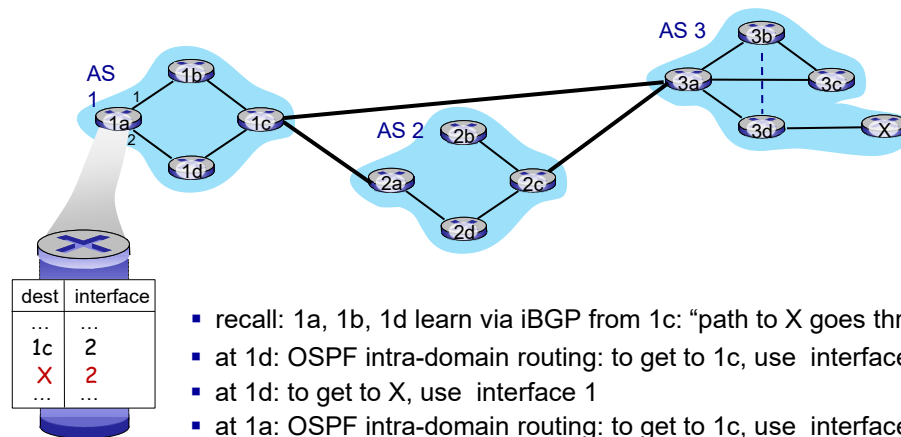 AS
1
1b
1
1a
2
1c
1d
AS 2
2b
2a
2c
2d
AS 3
3b
3a
3c
3d
X
dest interface
... ...
1c 2
X 2
... ...
recall: 1a, 1b, 1d learn via iBGP from 1c: “path to X goes
at 1d: OSPF intra-domain routing: to get to 1c, use interface
at 1d: to get to X, use interface 1
at 1a: OSPF intra-domain routing: to get to 1c, use interface